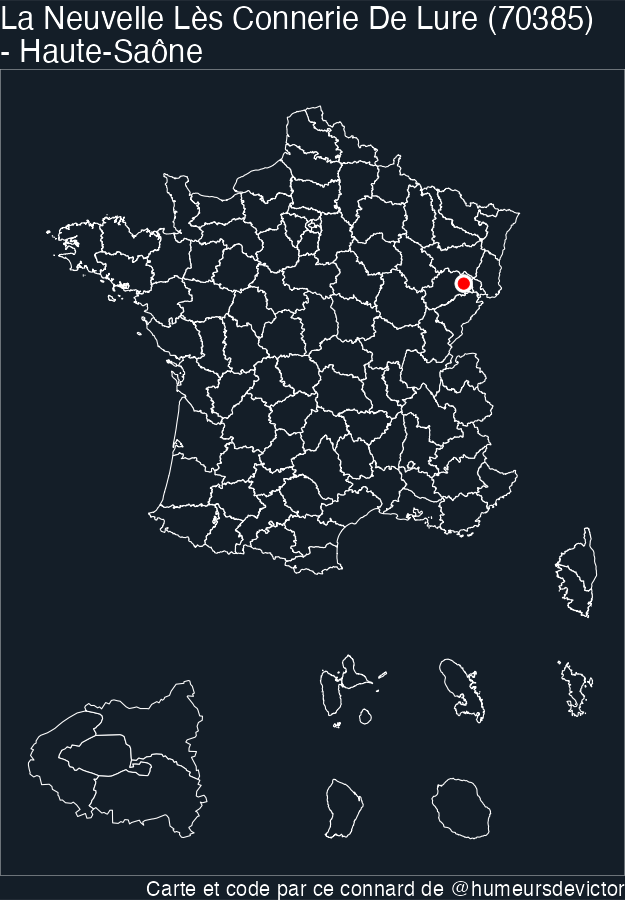 La Neuvelle Lès Connerie De Lure (70385)
- Haute-Saône
Carte et code par ce connard de @humeursdevictor